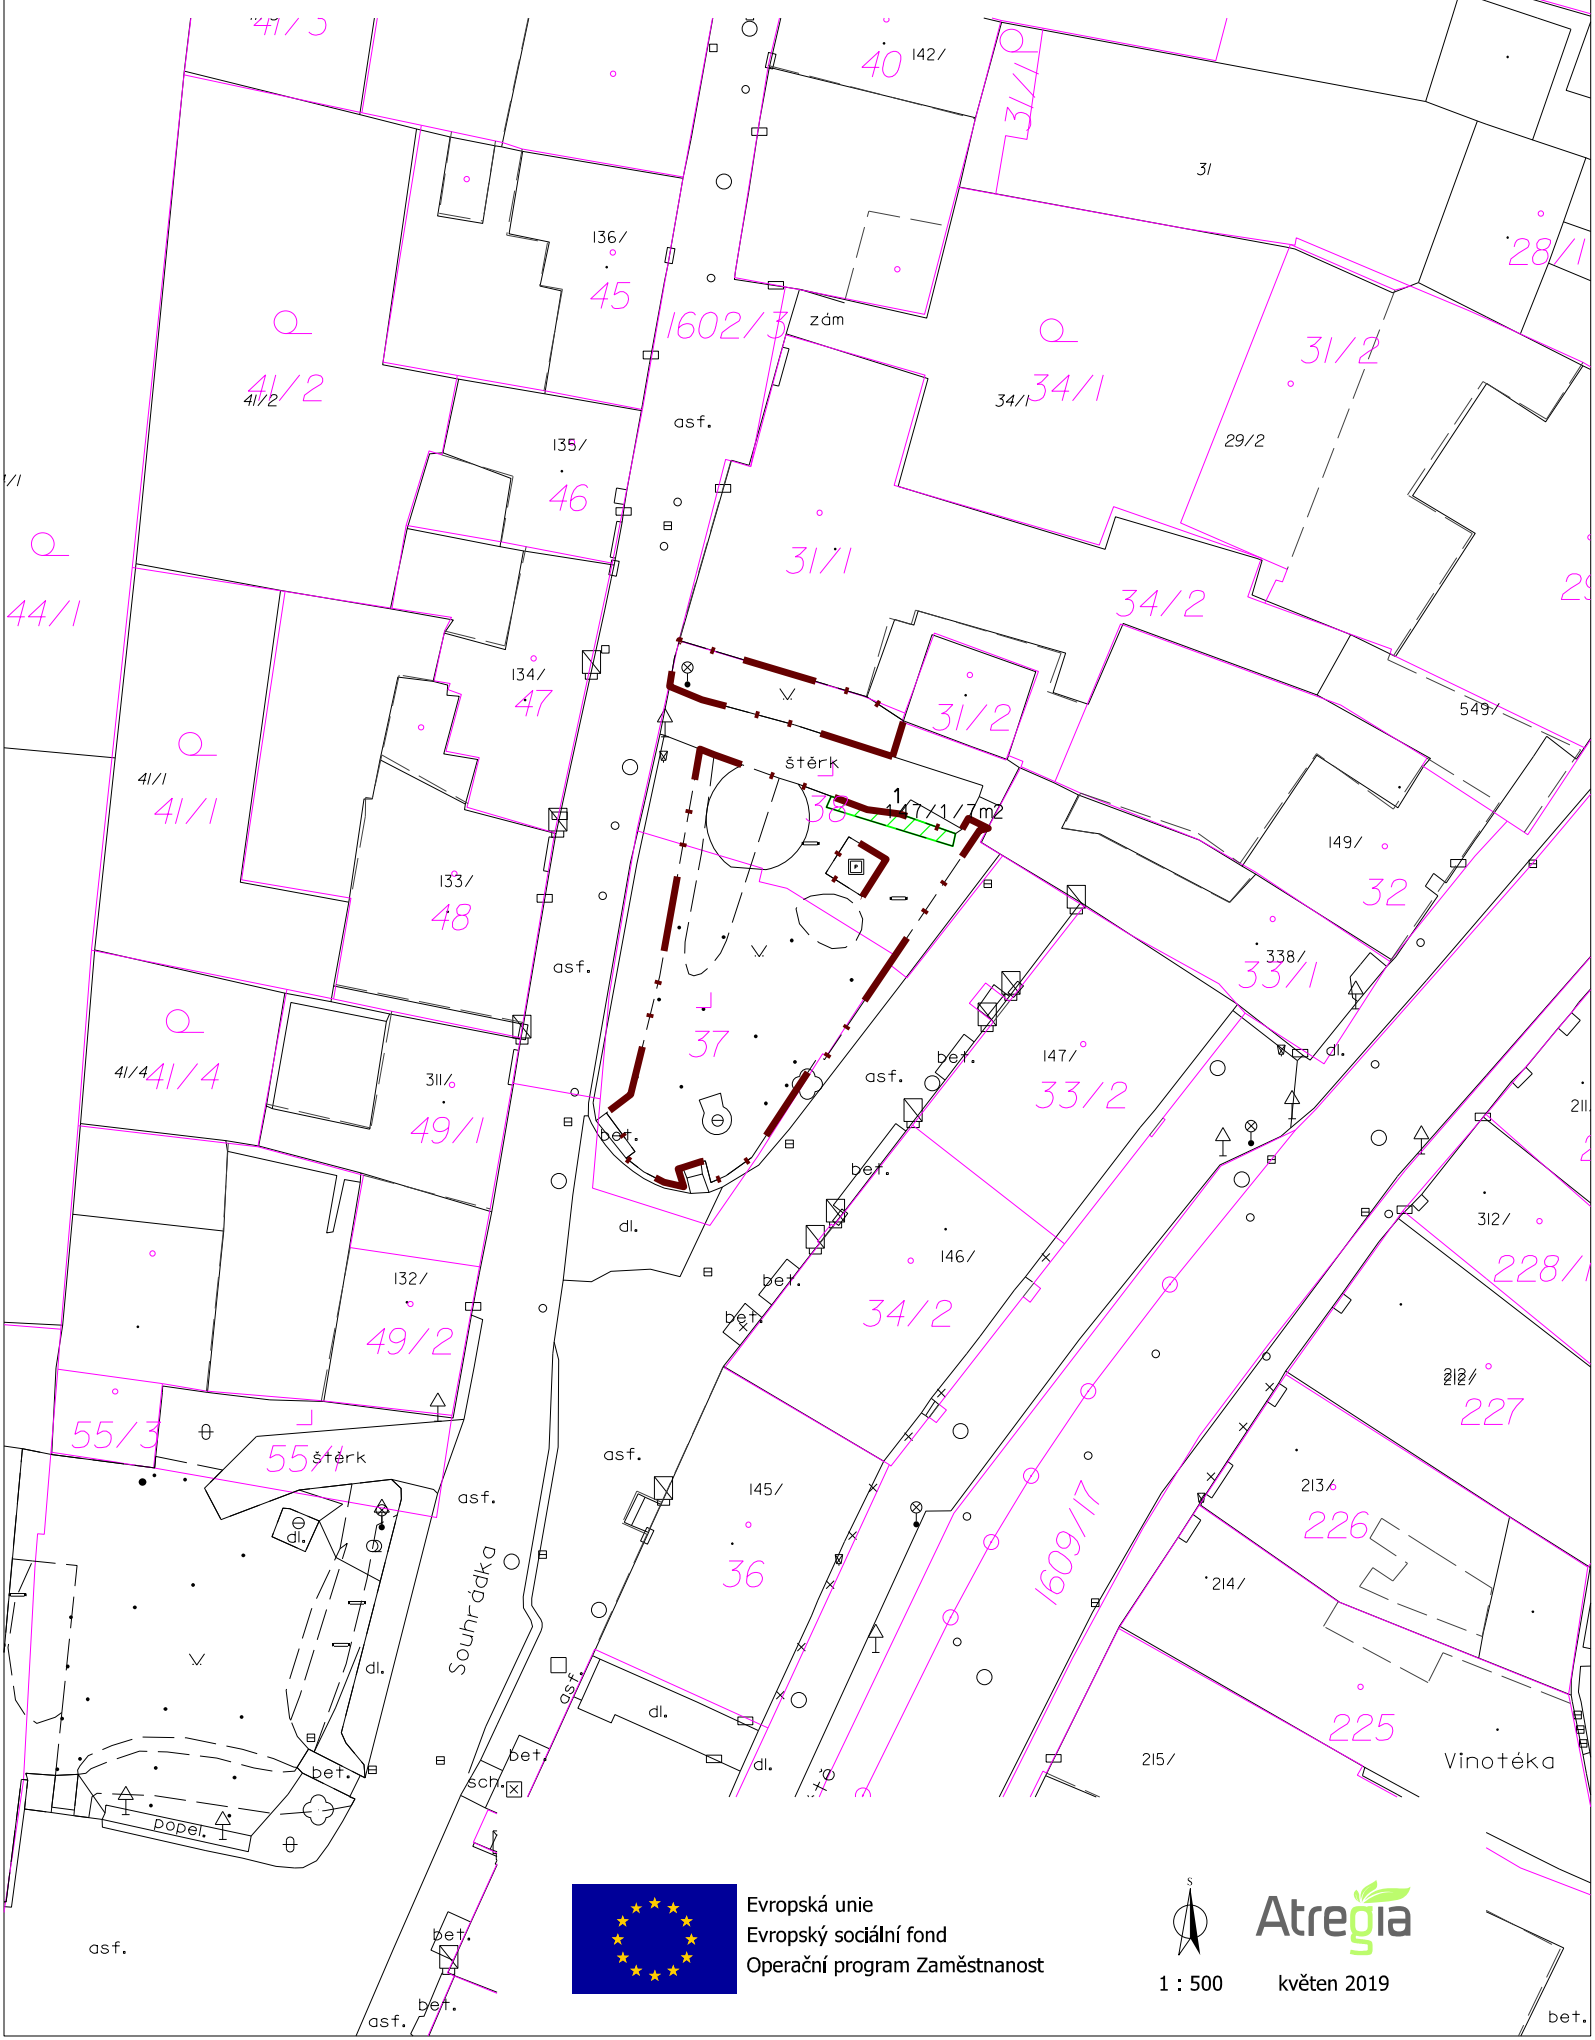 41/3
40
142/
31/1
31
28/1
136/
45
1602/3
zám
41/2
41/2
34/1
34/1
31/2
29/2
asf.
135/
46
31/1
44/1
34/2
134/
47
31/2
549/
41/1
41/1
štěrk
38
1
147/1/7m2
149/
32
133/
48
asf.
338/
33/1
37
41/4
41/4
311/
49/1
bet.
asf.
bet.
147/
33/2
dl.
bet.
dl.
312/
228/1
132/
49/2
bet.
bet.
146/
34/2
212/
227
55/3
55/1
štěrk
asf.
asf.
145/
36
213/
226
1609/17
214/
dl.
Souhrádka
dl.
asf.
dl.
225
bet.
bet.
sch.
dl.
215/
Vinotéka
popel.
asf.
bet.
bet.
asf.
bet.
Evropská unie
Evropský sociální fond
Operační program Zaměstnanost
S
1 : 500
Atregia
květen 2019